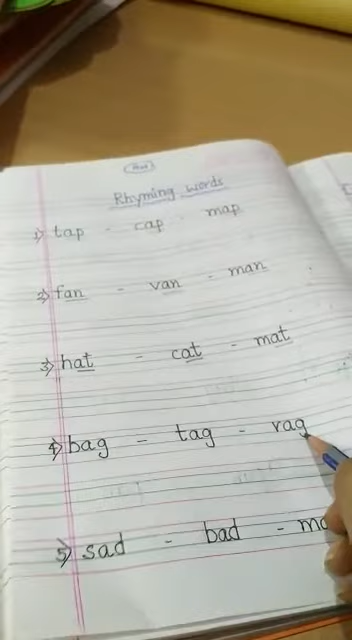 Rhyming words
1) tap - cap - map
2) fan - van - man
3) hat - cat - mat
4) bag - tag - rag
5) sad - bad -